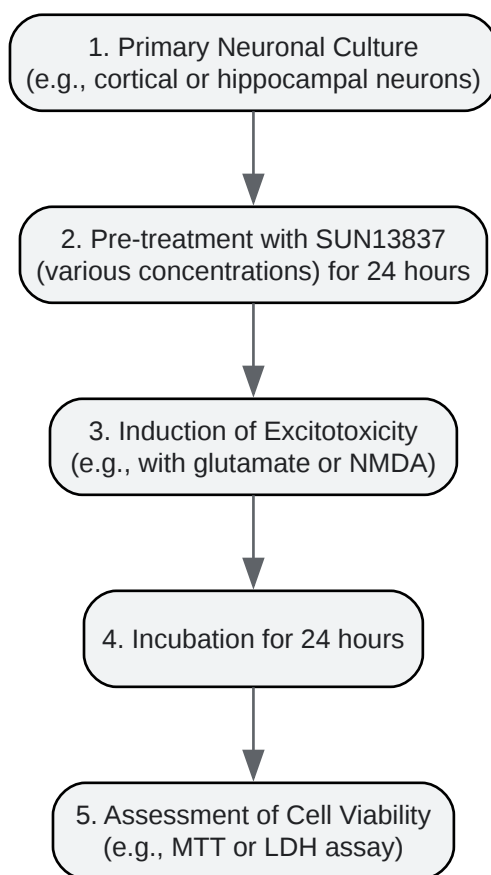 1. Primary Neuronal Culture
(e.g., cortical or hippocampal neurons)
2. Pre-treatment with SUN13837
(various concentrations) for 24 hours
3. Induction of Excitotoxicity
(e.g., with glutamate or NMDA)
4. Incubation for 24 hours
5. Assessment of Cell Viability
(e.g., MTT or LDH assay)